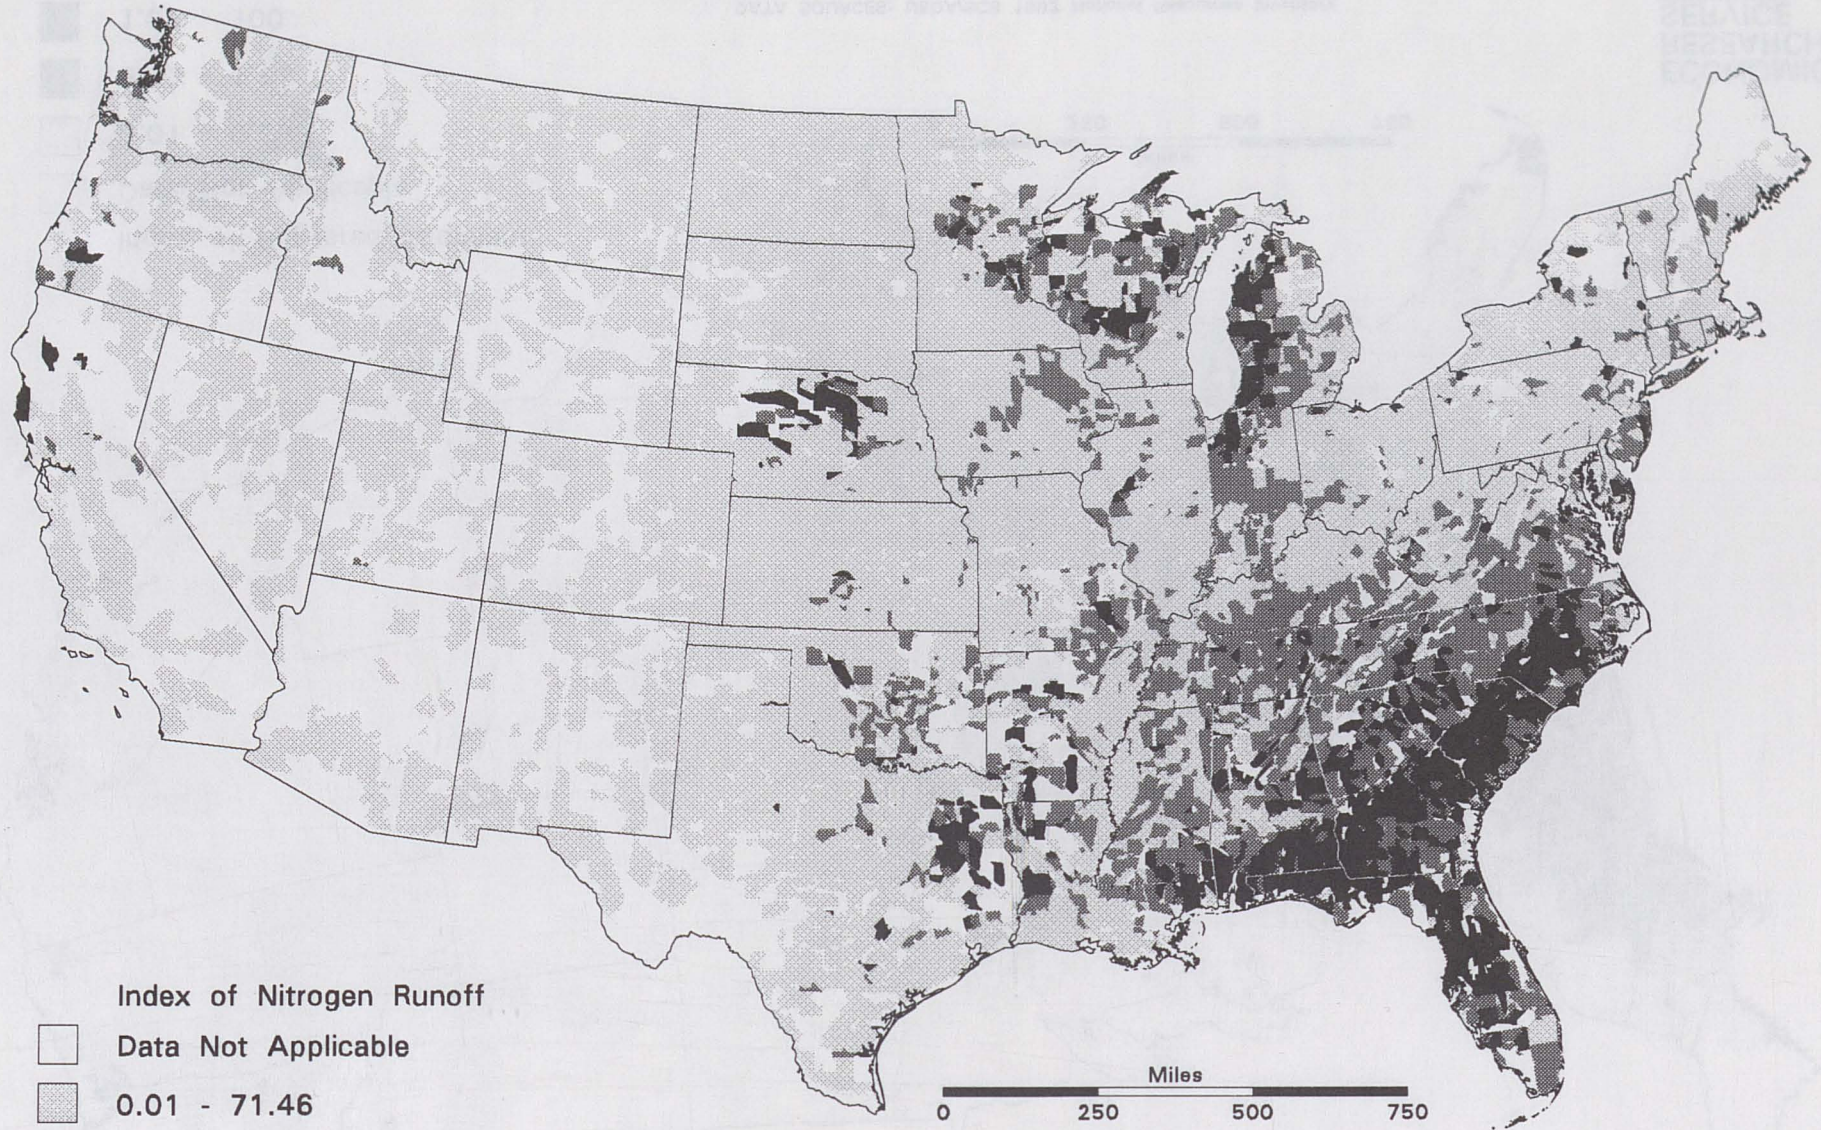 Index of Nitrogen Runoff
Data Not Applicable
0.01 - 71.46
Miles
0 250 500 750